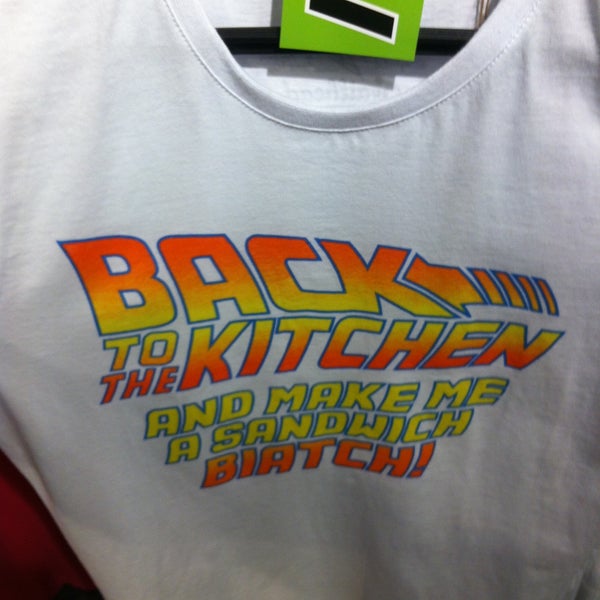 BACK
TO
THE KITCHEN
AND MAKE ME
A SANDWICH
BIATCH!